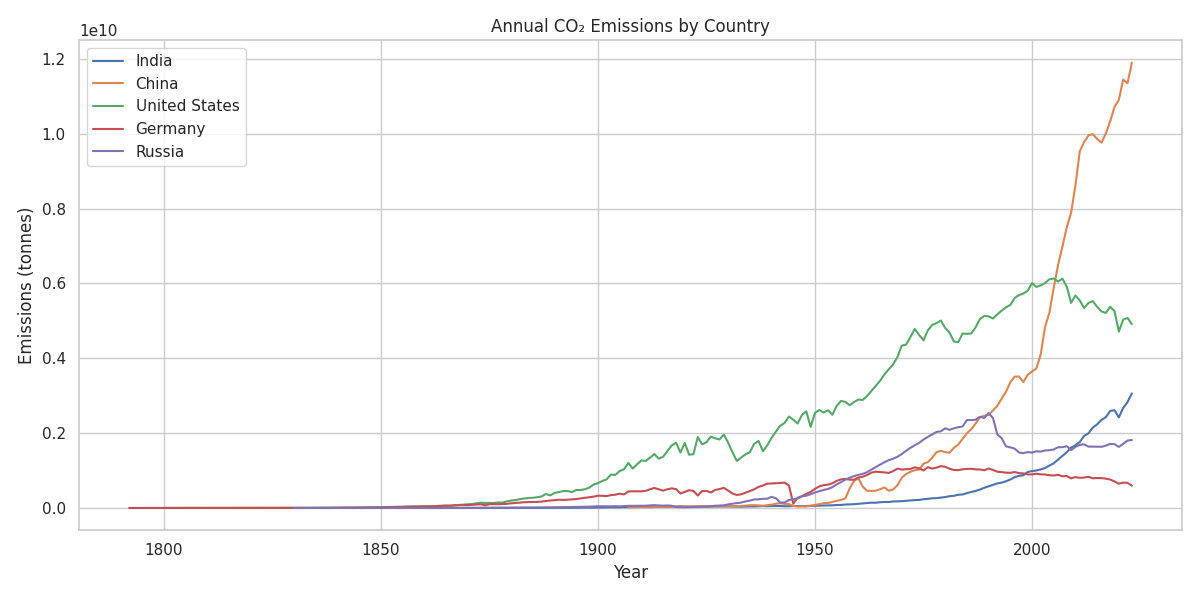 Annual CO₂ Emissions by Country
1e10
India
China
United States
Germany
Russia
1.2
1.0
0.8
0.6
0.4
0.2
0.0
Emissions (tonnes)
1800 1850 1900 1950 2000
Year